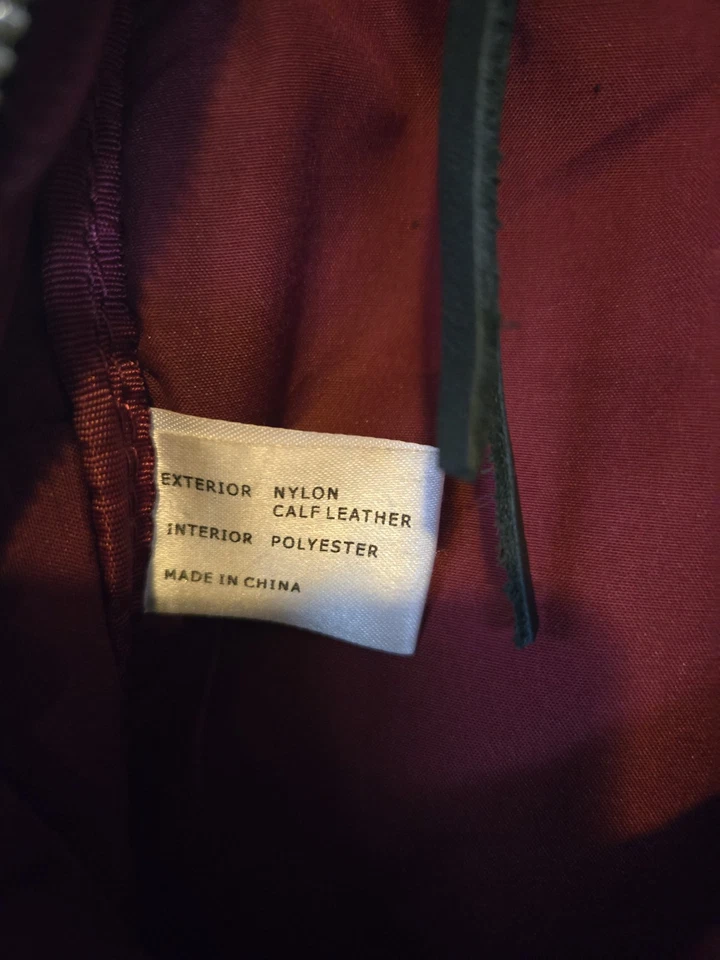 EXTERIOR NYLON
CALF LEATHER
INTERIOR POLYESTER
MADE IN CHINA